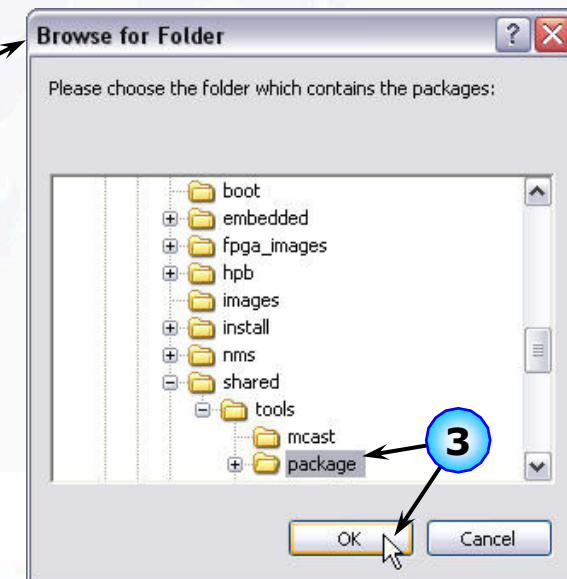 Browse for Folder
?
Please choose the folder which contains the packages:
boot
embedded
fpga_images
hpb
images
install
nms
shared
tools
mcast
package
3
OK Cancel